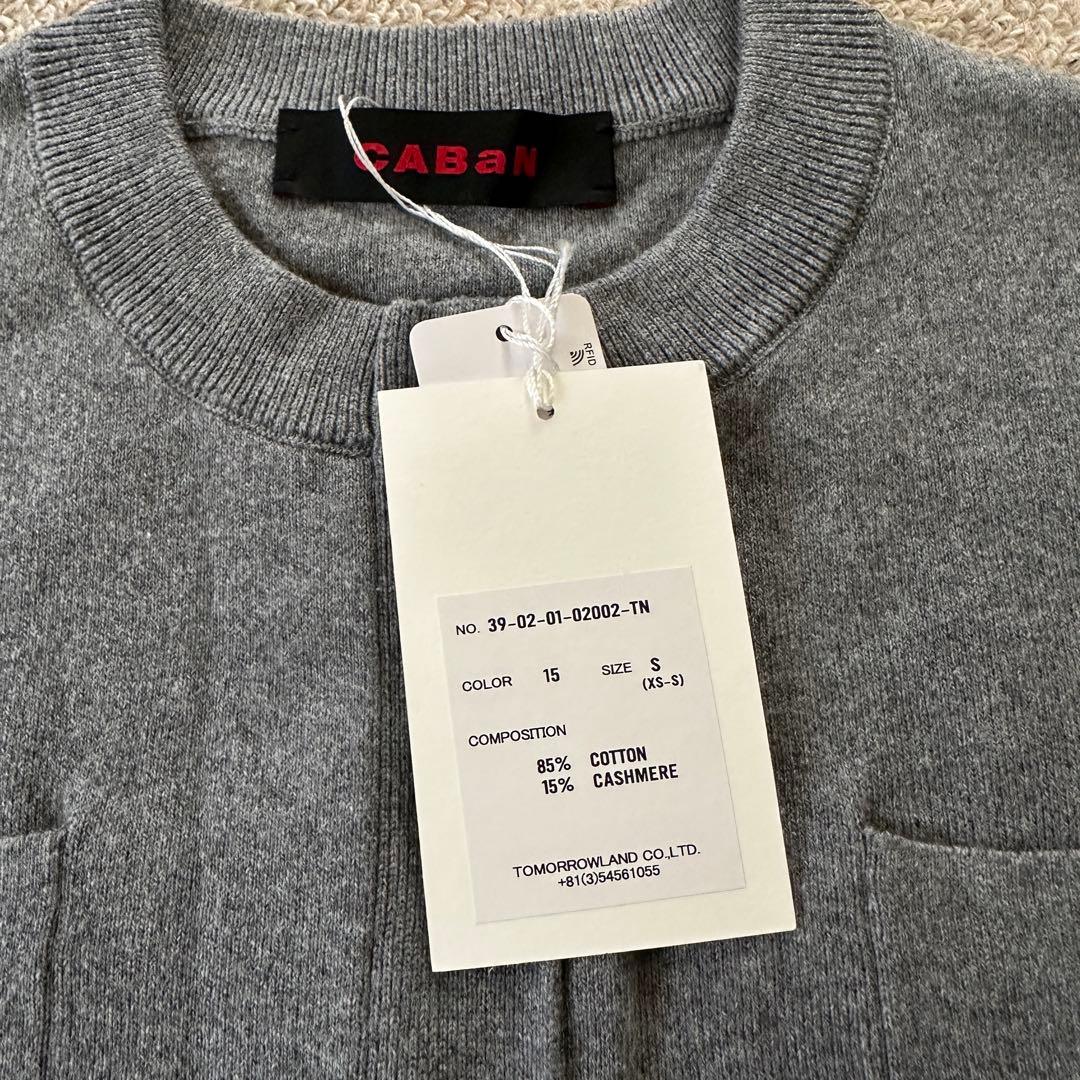 CABaN
RFID
NO. 39-02-01-02002-TN
COLOR 15 SIZE S
(XS-S)
COMPOSITION
85% COTTON
15% CASHMERE
TOMORROWLAND CO.,LTD.
+81(3)54561055